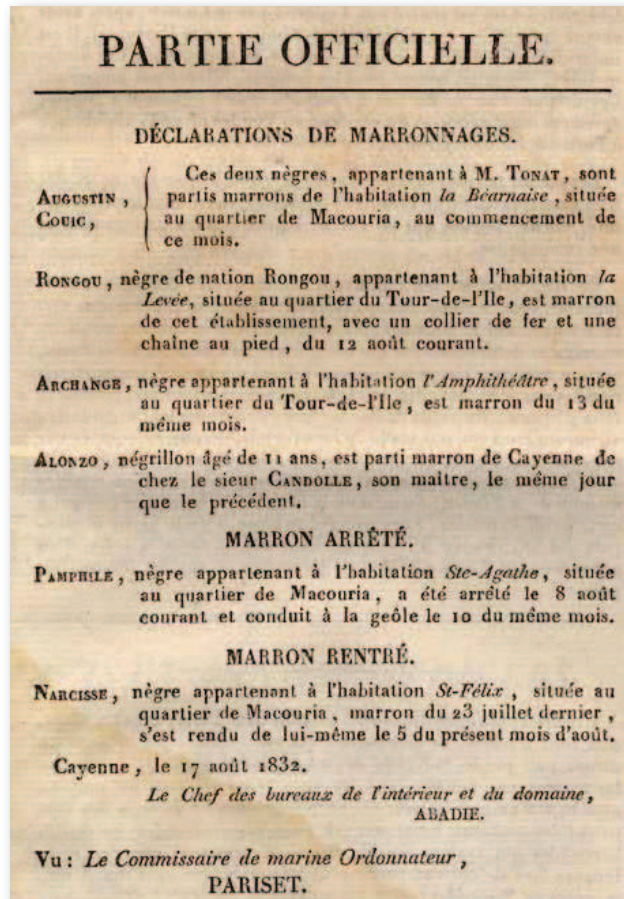 PARTIE OFFICIELLE.
DÉCLARATIONS DE MARRONNAGES.
AUGUSTIN, COUIC, { Ces deux nègres, appartenant à M. TONAT, sont
partis marrons de l'habitation la Béarnaise, située
au quartier de Macouria, au commencement de
ce mois.
RONGOU, nègre de nation Rongou, appartenant à l'habitation la
Levée, située au quartier du Tour-de-l'Ile, est marron
de cet établissement, avec un collier de fer et une
chaîne au pied, du 12 août courant.
ARCHANGE, nègre appartenant à l'habitation l'Amphithéâtre, située
au quartier du Tour-de-l'Ile, est marron du 13 du
même mois.
ALONZO, négrillon âgé de 11 ans, est parti marron de Cayenne de
chez le sieur CANDOLLE, son maître, le même jour
que le précédent.
MARRON ARRÊTÉ.
PAMPHILE, nègre appartenant à l'habitation Ste-Agathe, située
au quartier de Macouria, a été arrêté le 8 août
courant et conduit à la geôle le 10 du même mois.
MARRON RENTRÉ.
NARCISSE, nègre appartenant à l'habitation St-Félix, située au
quartier de Macouria, marron du 23 juillet dernier,
s'est rendu de lui-même le 5 du présent mois d'août.
Cayenne, le 17 août 1832.
Le Chef des bureaux de l'intérieur et du domaine,
ABADIE.
Vu : Le Commissaire de marine Ordonnateur,
PARISET.